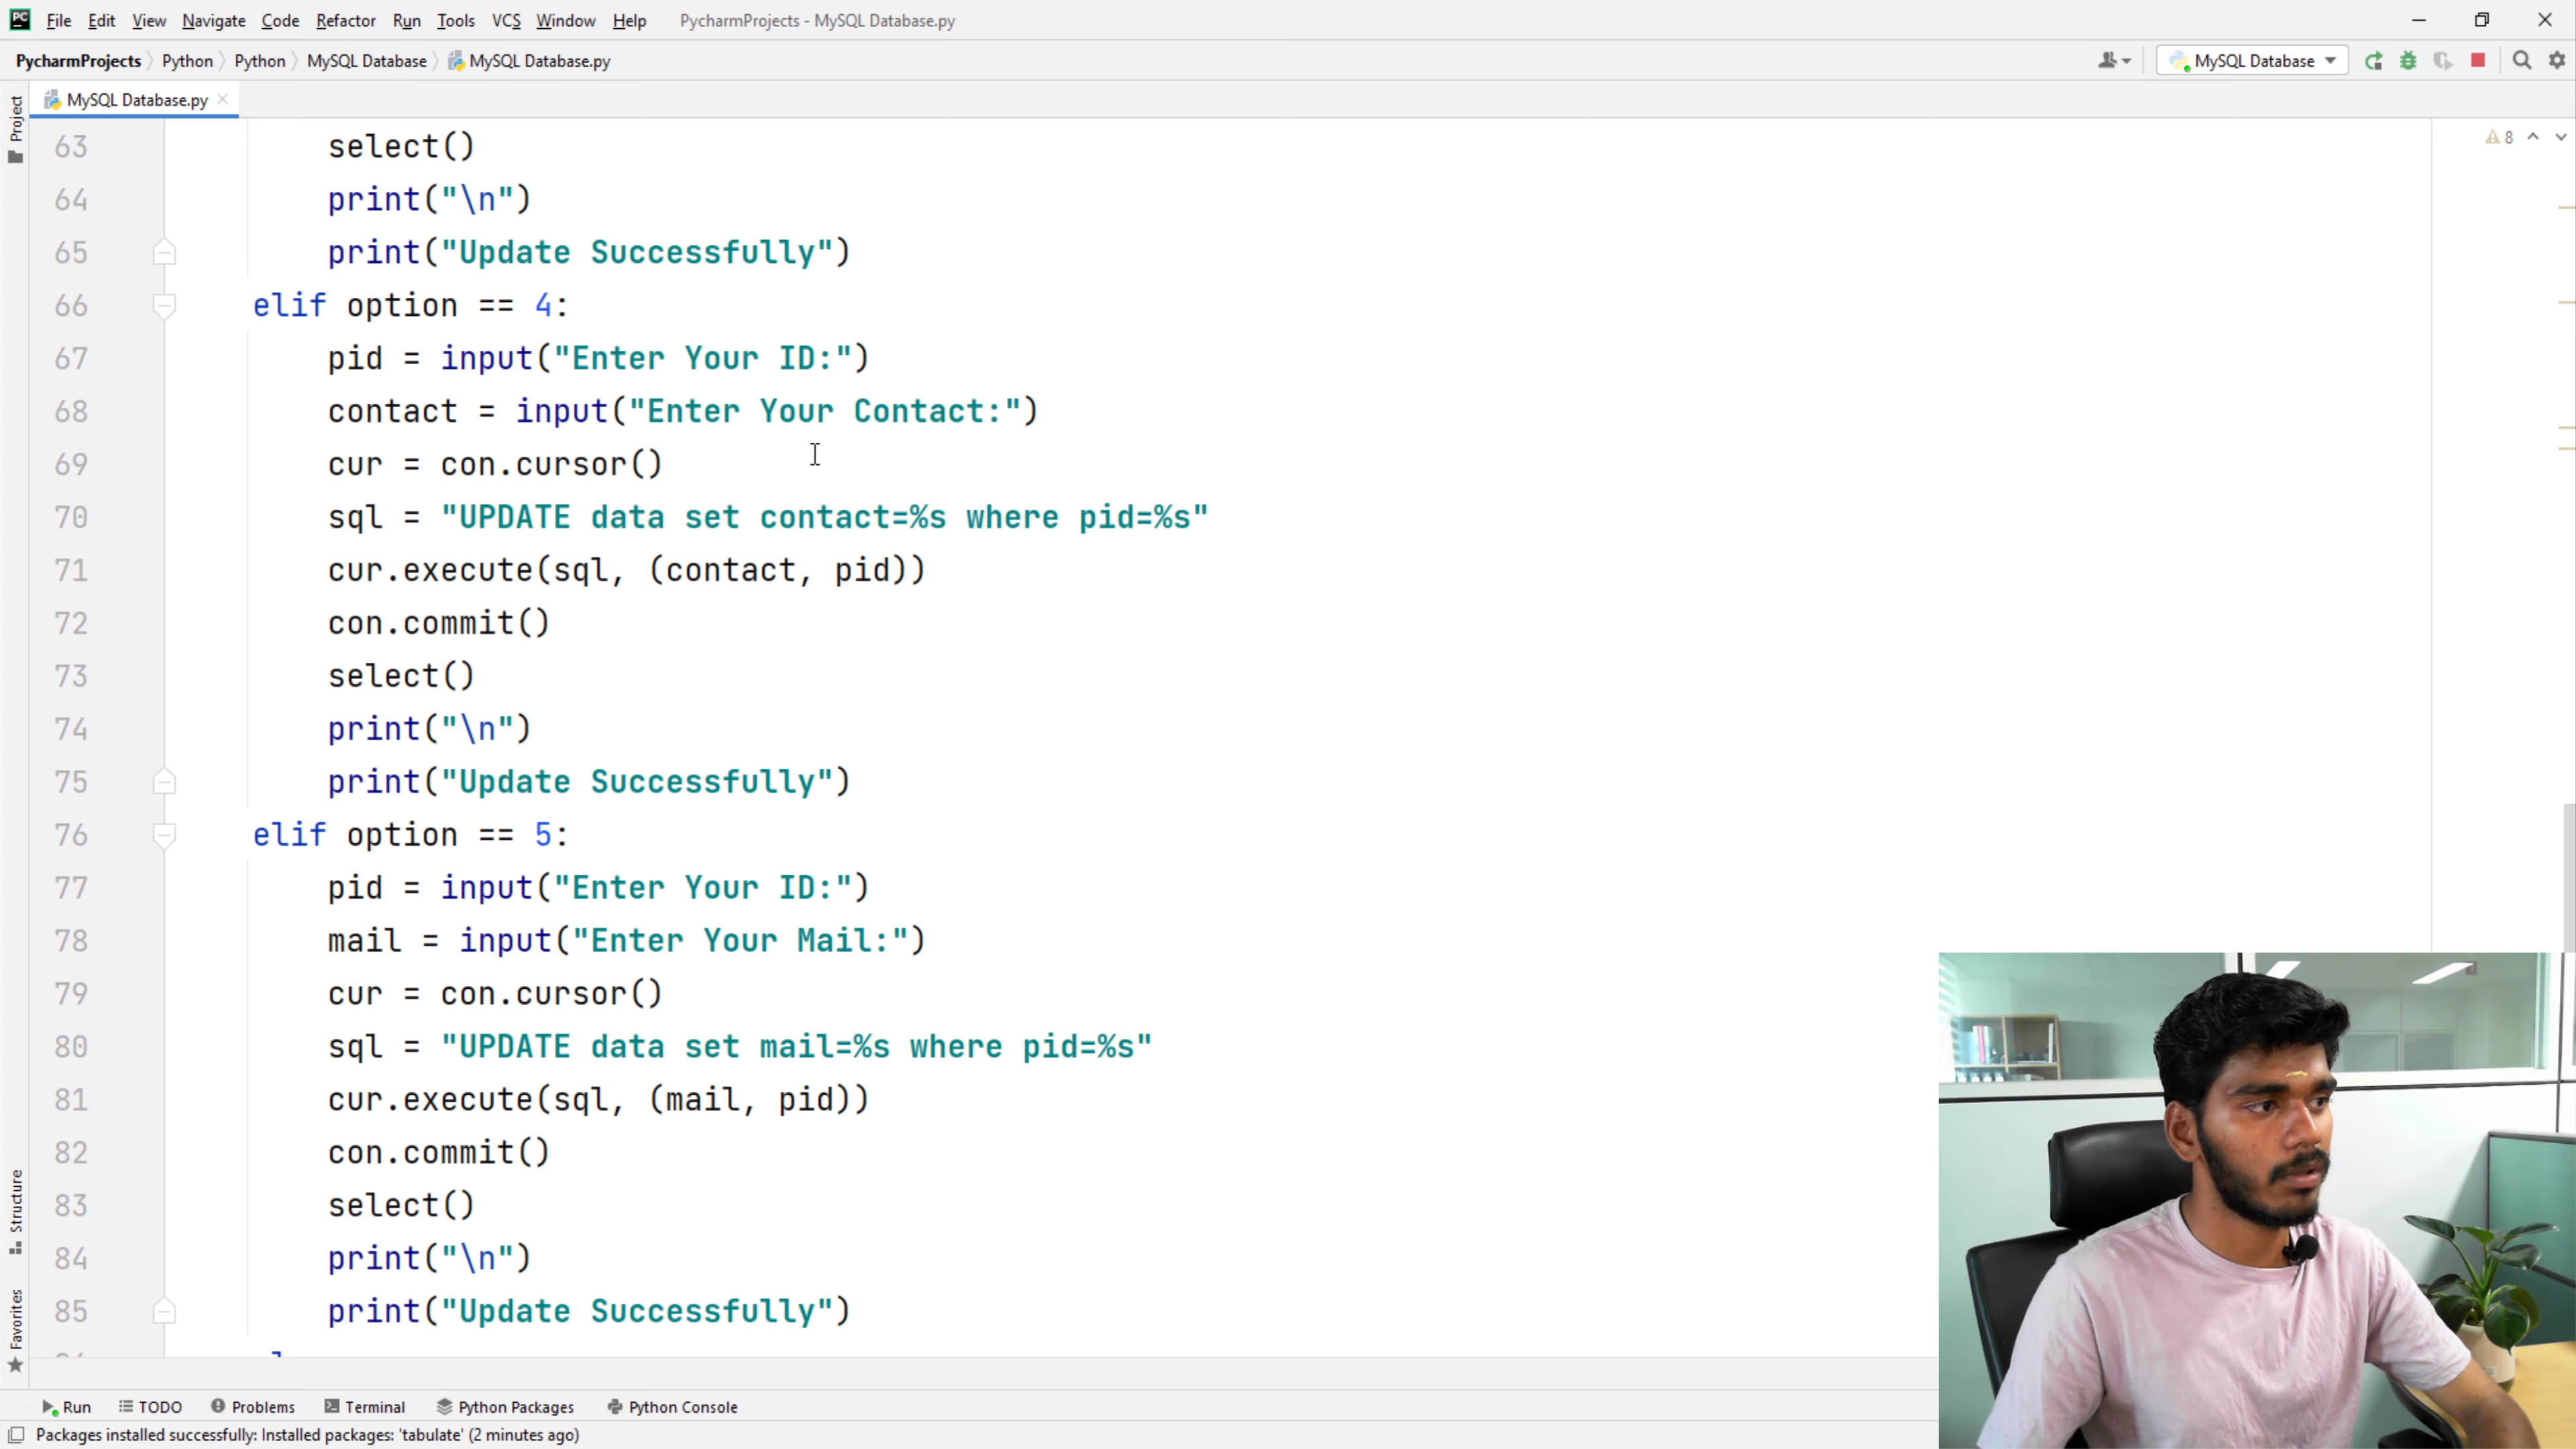 File Edit View Navigate Code Refactor Run Tools VCS Window Help PycharmProjects - MySQL Database.py
PycharmProjects Python Python MySQL Database MySQL Database.py MySQL Database
Project
MySQL Database.py
8
63 select()
64 print("\n")
65 print("Update Successfully")
66 elif option == 4:
67 pid = input("Enter Your ID:")
68 contact = input("Enter Your Contact:")
69 cur = con.cursor()
70 sql = "UPDATE data set contact=%s where pid=%s"
71 cur.execute(sql, (contact, pid))
72 con.commit()
73 select()
74 print("\n")
75 print("Update Successfully")
76 elif option == 5:
77 pid = input("Enter Your ID:")
78 mail = input("Enter Your Mail:")
79 cur = con.cursor()
80 sql = "UPDATE data set mail=%s where pid=%s"
81 cur.execute(sql, (mail, pid))
82 con.commit()
83 select()
84 print("\n")
85 print("Update Successfully")
Structure
Favorites
Run TODO Problems Terminal Python Packages Python Console
Packages installed successfully: Installed packages: 'tabulate' (2 minutes ago)